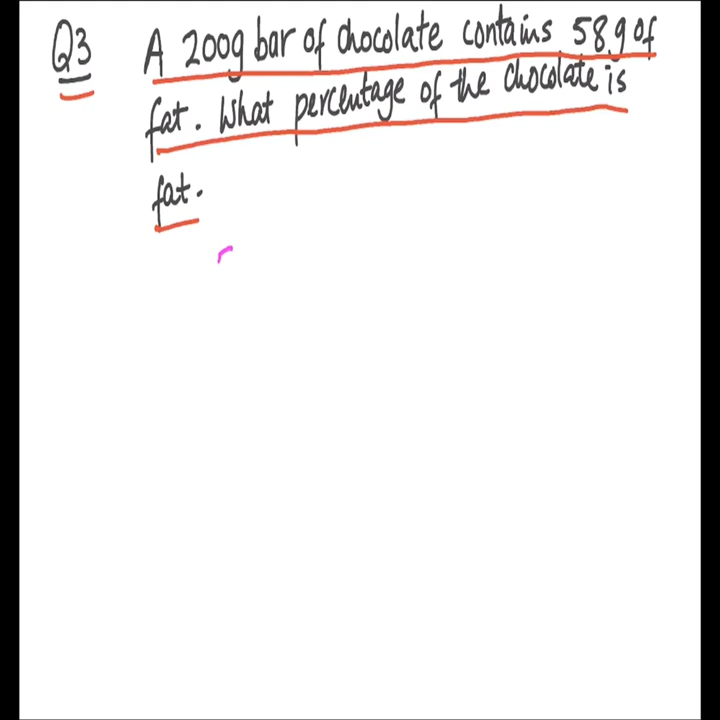 Q3 A 200g bar of chocolate contains 58g of
fat. What percentage of the chocolate is
fat.